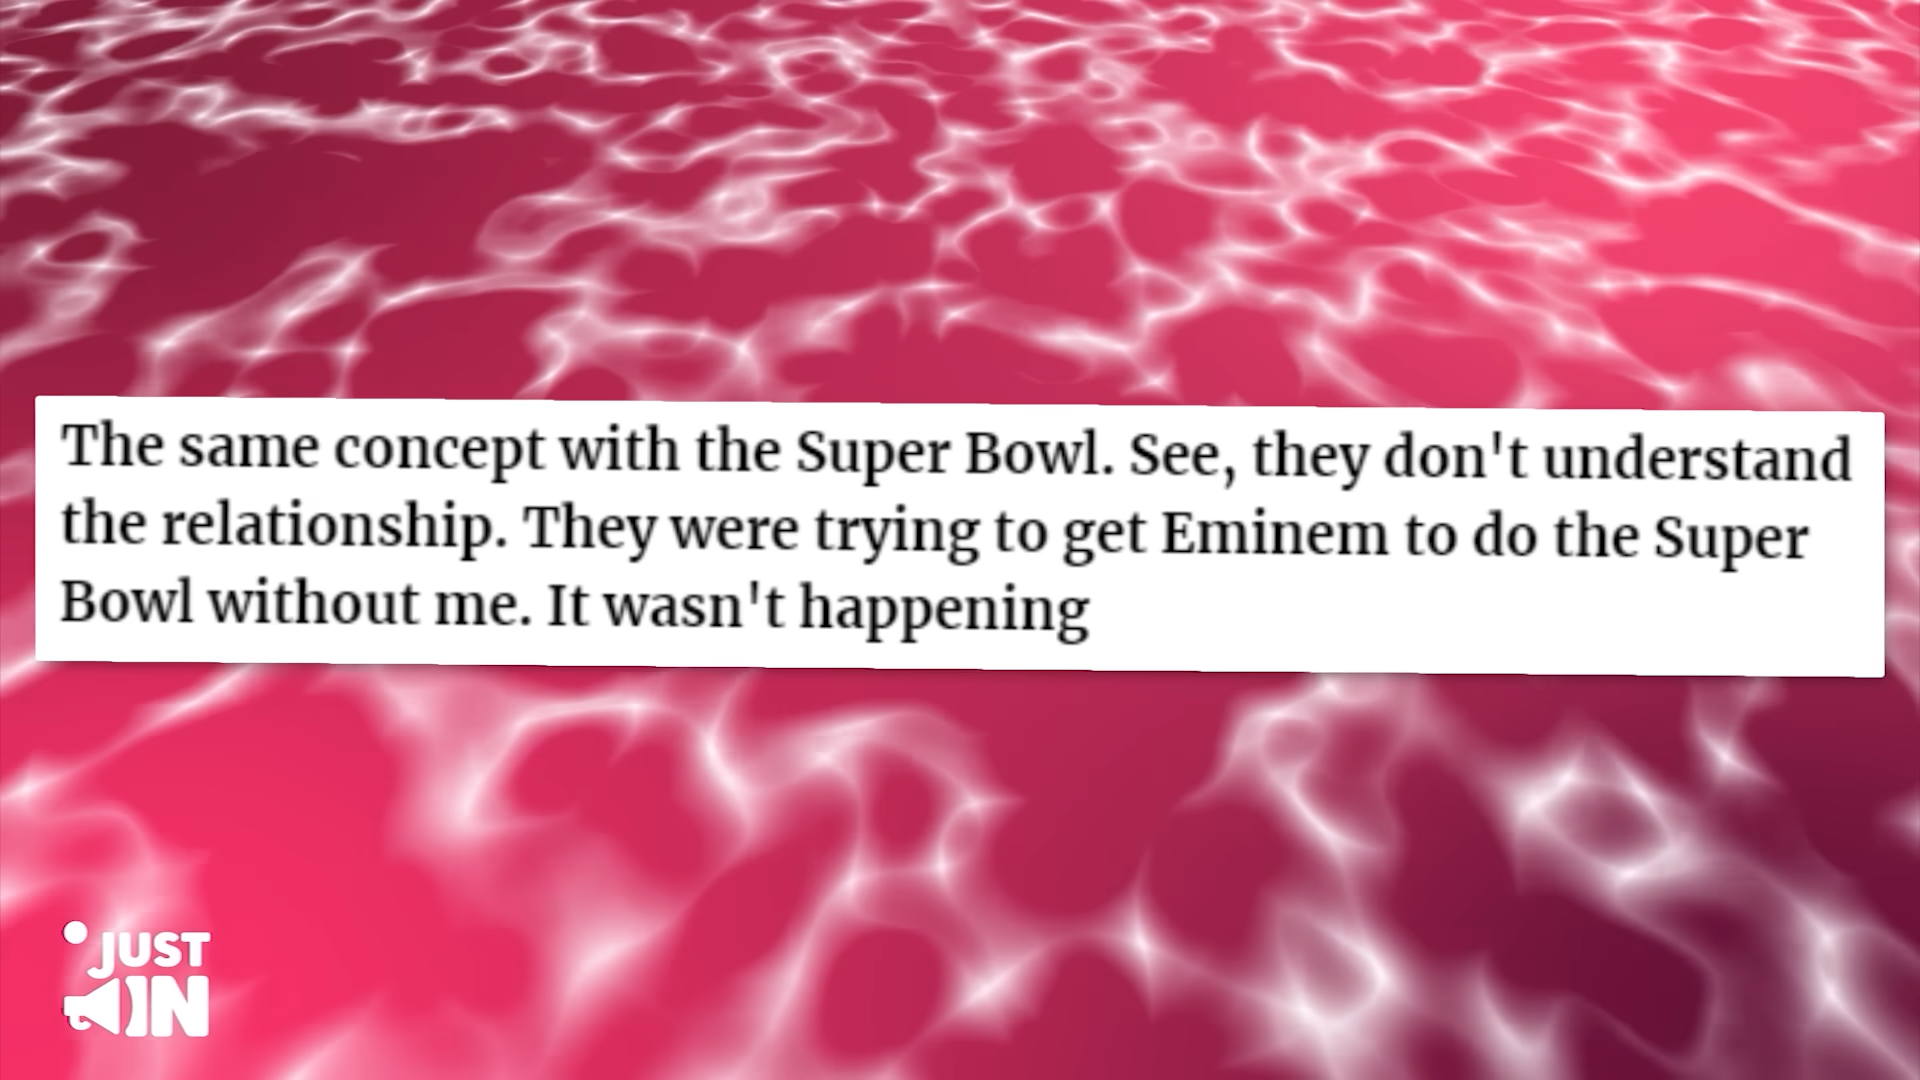 The same concept with the Super Bowl. See, they don't understand
the relationship. They were trying to get Eminem to do the Super
Bowl without me. It wasn't happening
JUST
IN